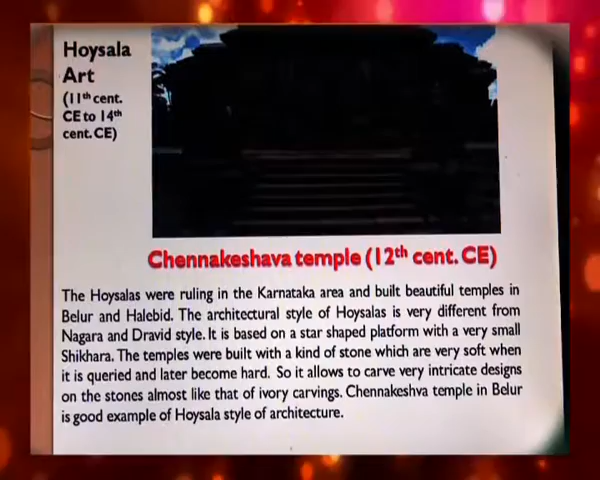 Hoysala
Art
(11th cent.
CE to 14th
cent. CE)
Chennakeshava temple (12th cent. CE)
The Hoysalas were ruling in the Karnataka area and built beautiful temples in
Belur and Halebid. The architectural style of Hoysalas is very different from
Nagara and Dravid style. It is based on a star shaped platform with a very small
Shikhara. The temples were built with a kind of stone which are very soft when
it is queried and later become hard. So it allows to carve very intricate designs
on the stones almost like that of ivory carvings. Chennakeshva temple in Belur
is good example of Hoysala style of architecture.